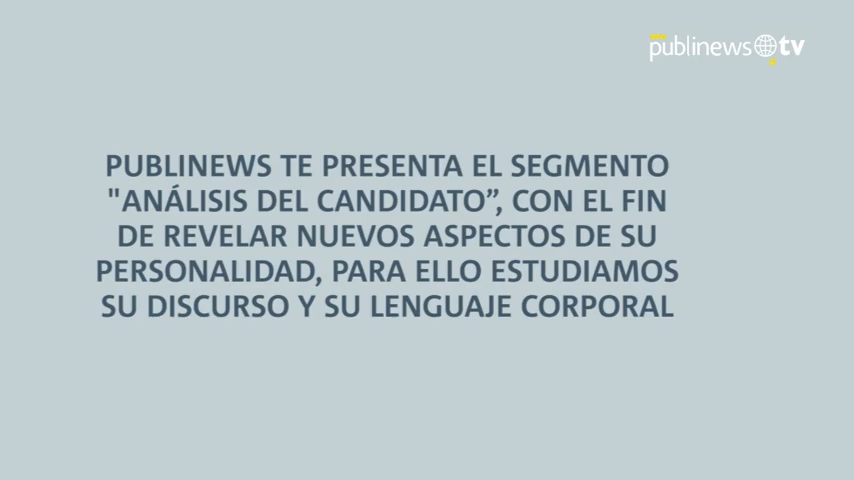 publinews tv
PUBLINEWS TE PRESENTA EL SEGMENTO
"ANÁLISIS DEL CANDIDATO”, CON EL FIN
DE REVELAR NUEVOS ASPECTOS DE SU
PERSONALIDAD, PARA ELLO ESTUDIAMOS
SU DISCURSO Y SU LENGUAJE CORPORAL